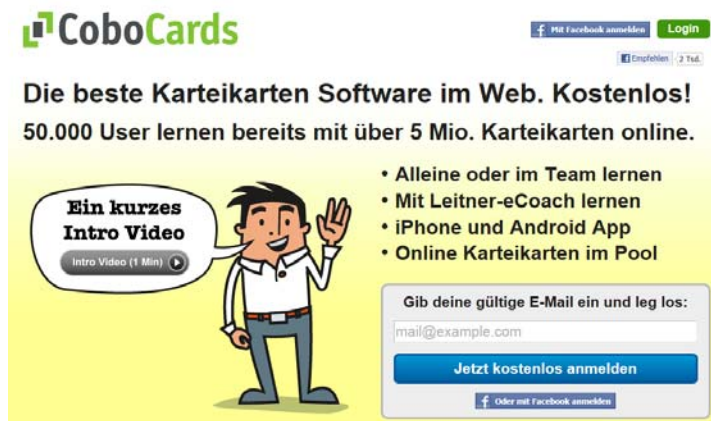 CoboCards
Mit Facebook anmelden
Login
Empfehlen
2 Tsd.
Die beste Karteikarten Software im Web. Kostenlos!
50.000 User lernen bereits mit über 5 Mio. Karteikarten online.
Ein kurzes
Intro Video
Intro Video (1 Min)
• Alleine oder im Team lernen
• Mit Leitner-eCoach lernen
• iPhone und Android App
• Online Karteikarten im Pool
Gib deine gültige E-Mail ein und leg los:
mail@example.com
Jetzt kostenlos anmelden
Oder mit Facebook anmelden